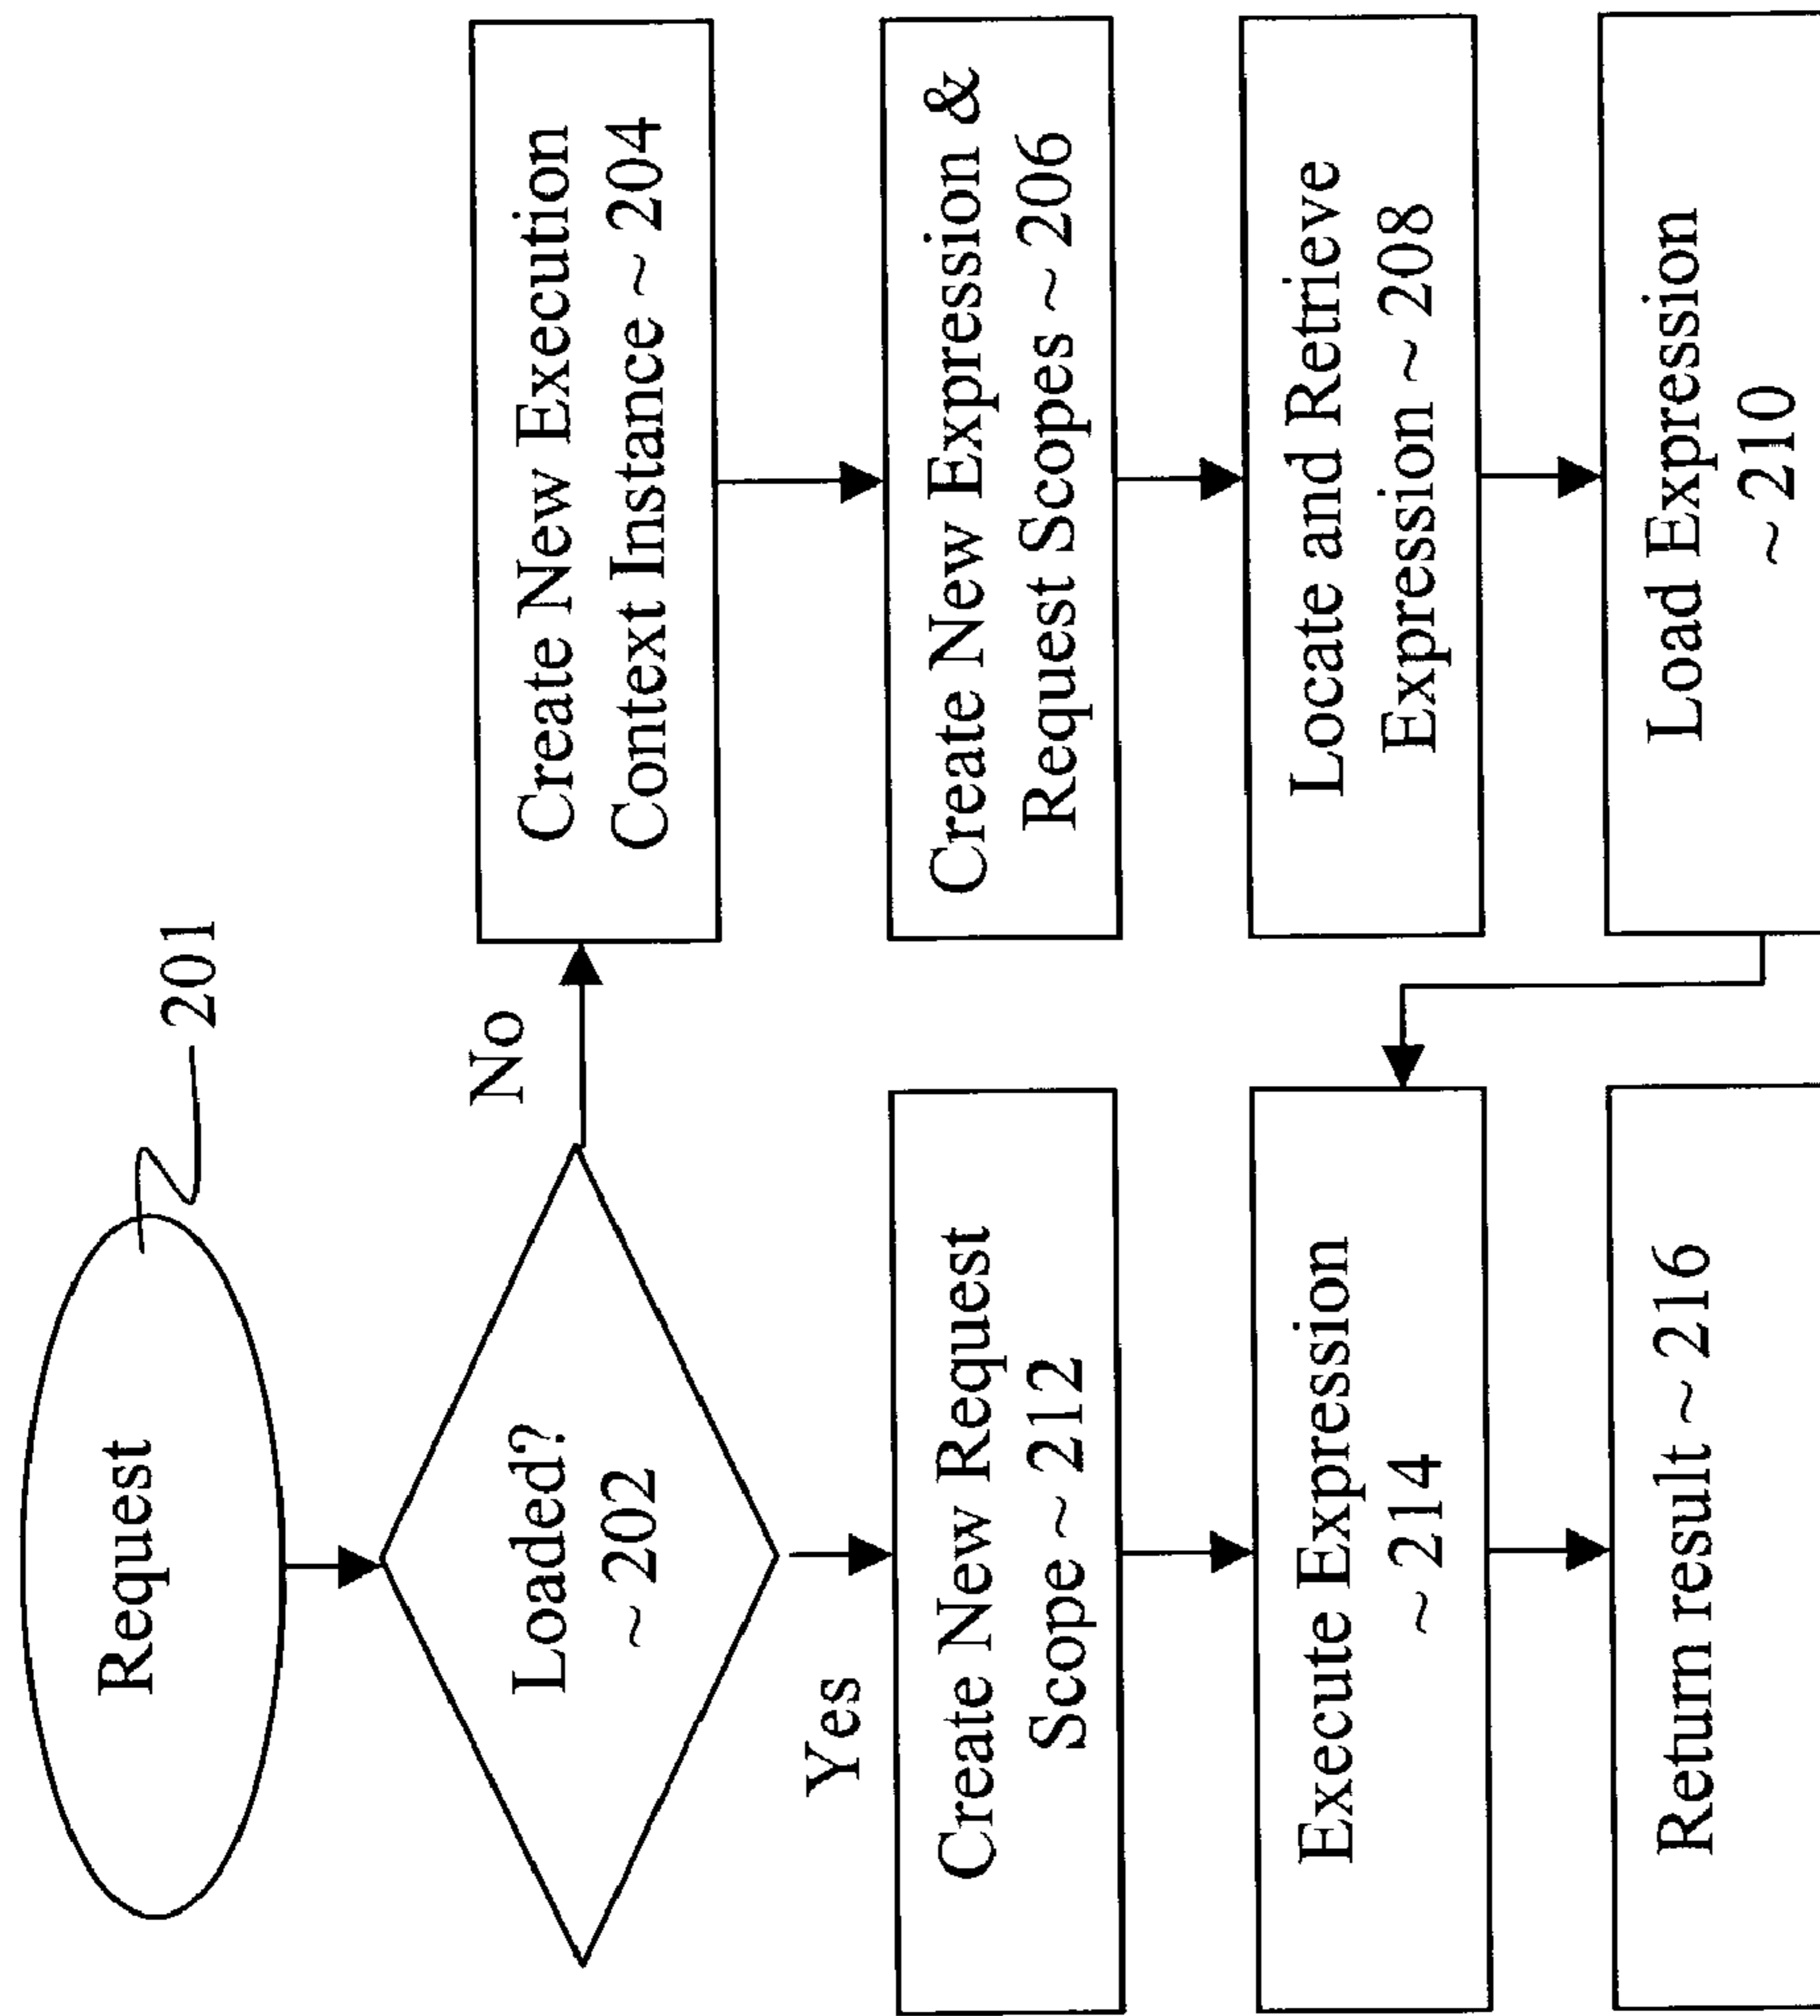 Request
201
Loaded?
~ 202
No
Yes
Create New Execution
Context Instance ~ 204
Create New Expression &
Request Scopes ~ 206
Locate and Retrieve
Expression ~ 208
Load Expression
~ 210
Create New Request
Scope ~ 212
Execute Expression
~ 214
Return result ~ 216